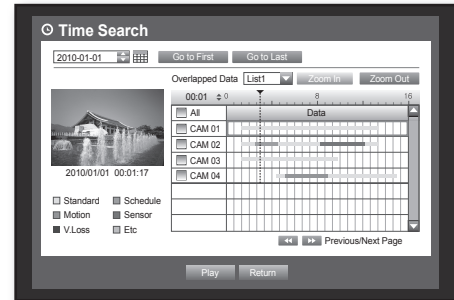 Time Search
2010-01-01 Go to First Go to Last
Overlapped Data List1 Zoom In Zoom Out
00:01 0 8 16
All Data
CAM 01
CAM 02
CAM 03
CAM 04
2010/01/01 00:01:17
Standard Schedule
Motion Sensor
V.Loss Etc
Previous/Next Page
Play Return